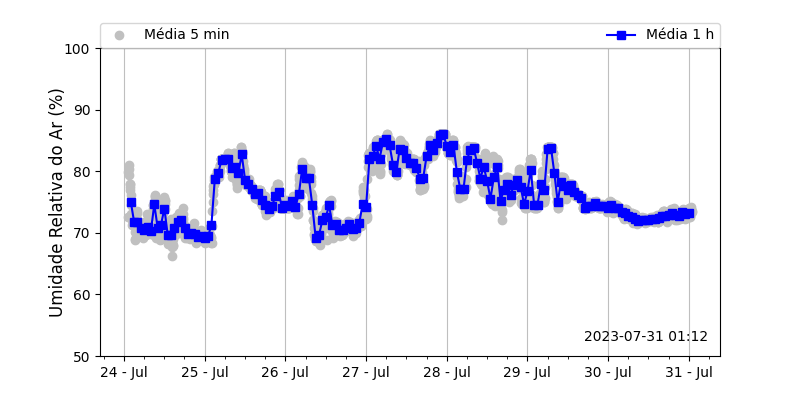 Média 5 min
Média 1 h
Umidade Relativa do Ar (%)
100
90
80
70
60
50
2023-07-31 01:12
24 - Jul
25 - Jul
26 - Jul
27 - Jul
28 - Jul
29 - Jul
30 - Jul
31 - Jul